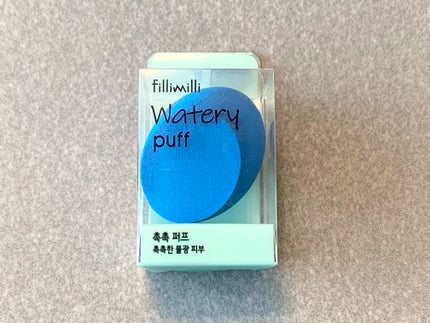 fillimilli
Watery
puff
촉촉 퍼프
촉촉한 물광 피부